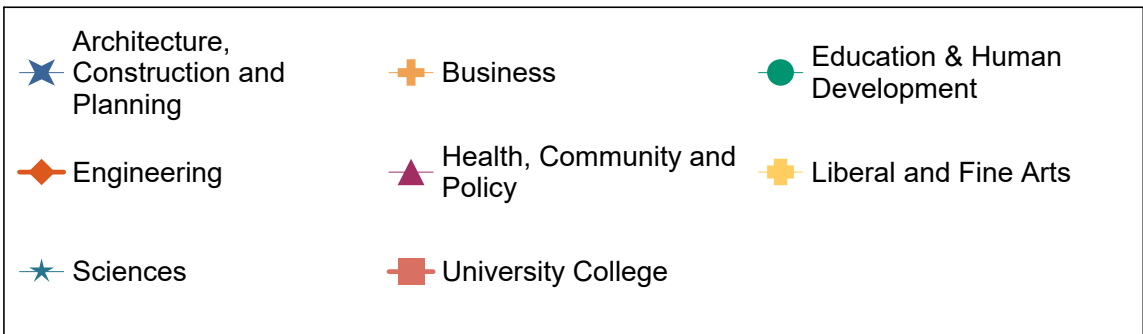 Architecture,
Construction and
Planning
Business
Education & Human
Development
Engineering
Health, Community and
Policy
Liberal and Fine Arts
Sciences
University College